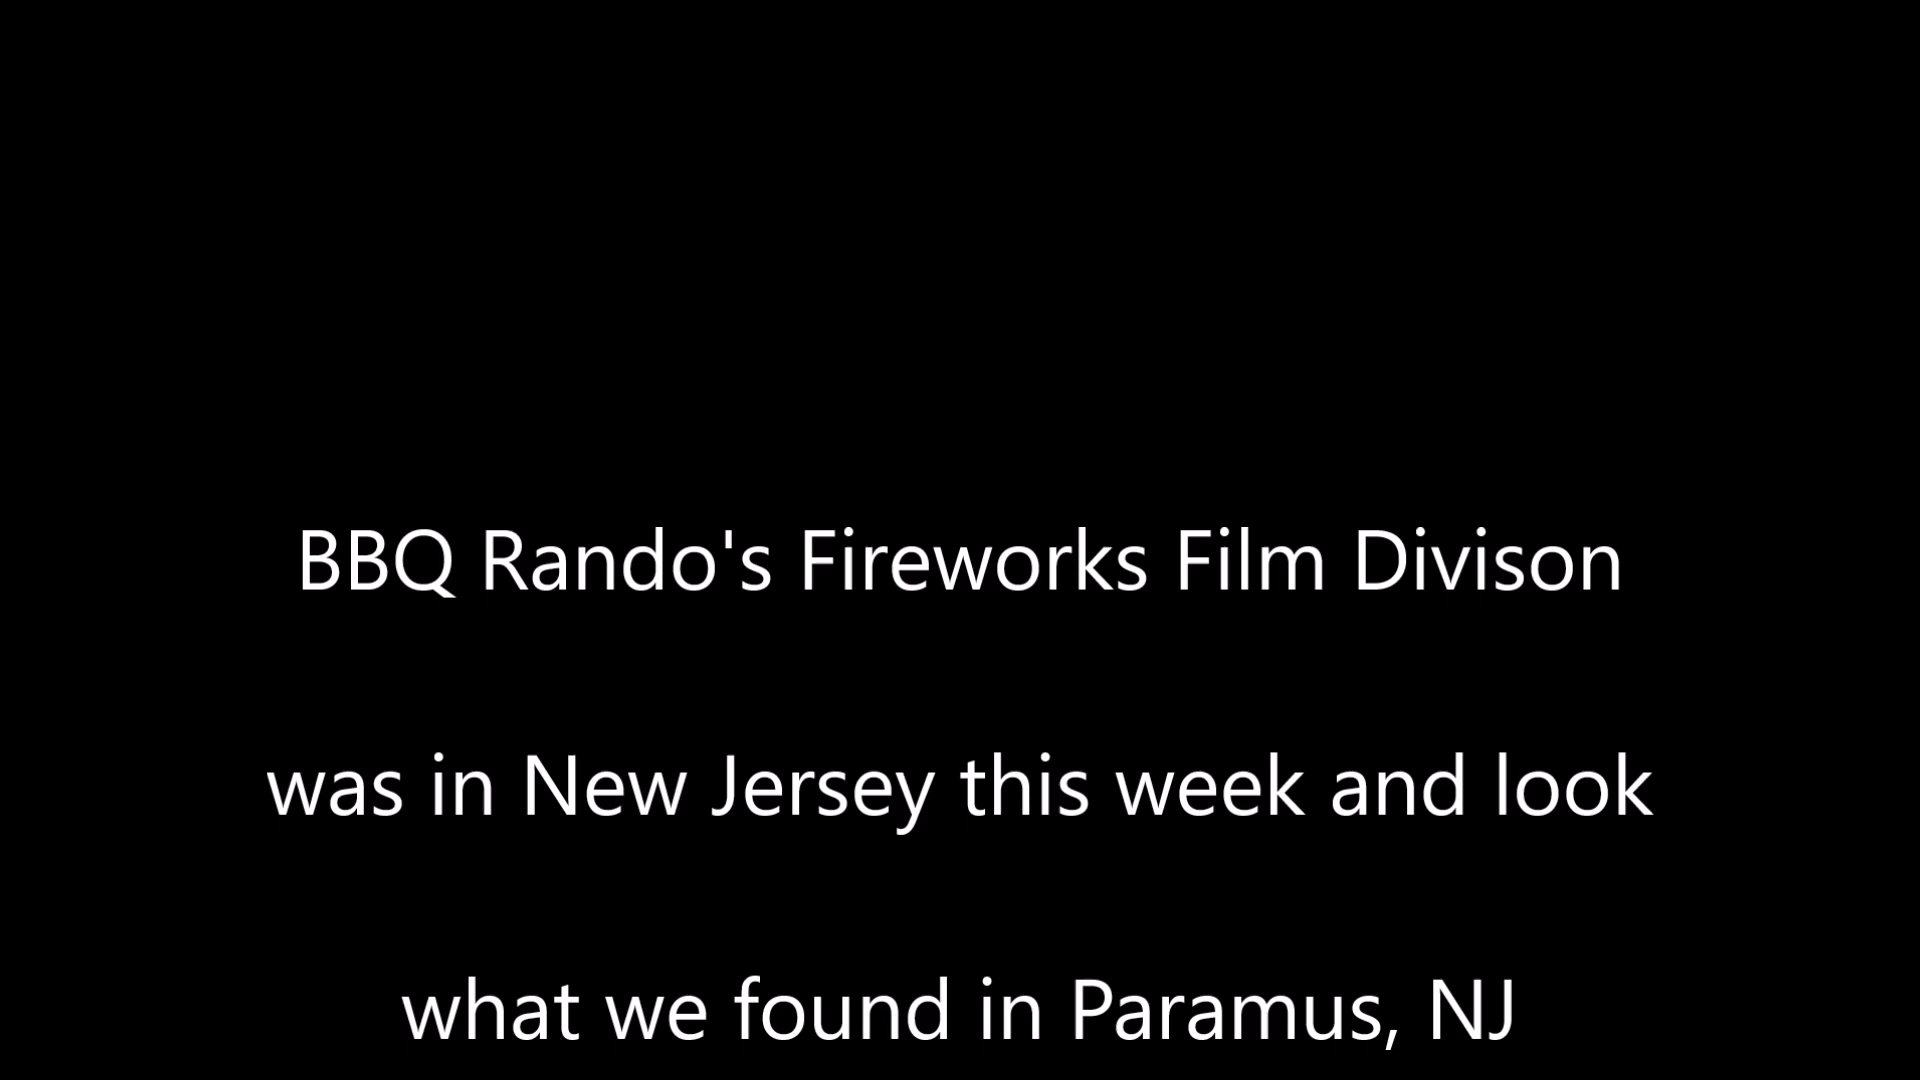 BBQ Rando's Fireworks Film Divison
was in New Jersey this week and look
what we found in Paramus, NJ